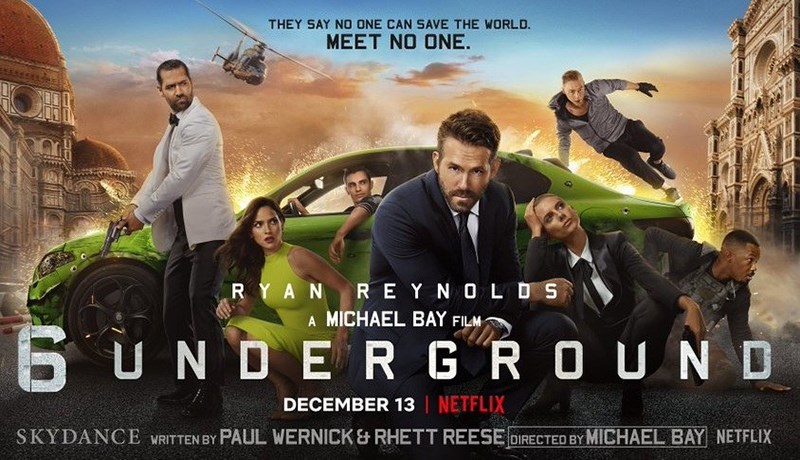 THEY SAY NO ONE CAN SAVE THE WORLD.
MEET NO ONE.
RYAN REYNOLDS
A MICHAEL BAY FILM
6 UNDERGROUND
DECEMBER 13 | NETFLIX
SKYDANCE WRITTEN BY PAUL WERNICK & RHETT REESE DIRECTED BY MICHAEL BAY NETFLIX